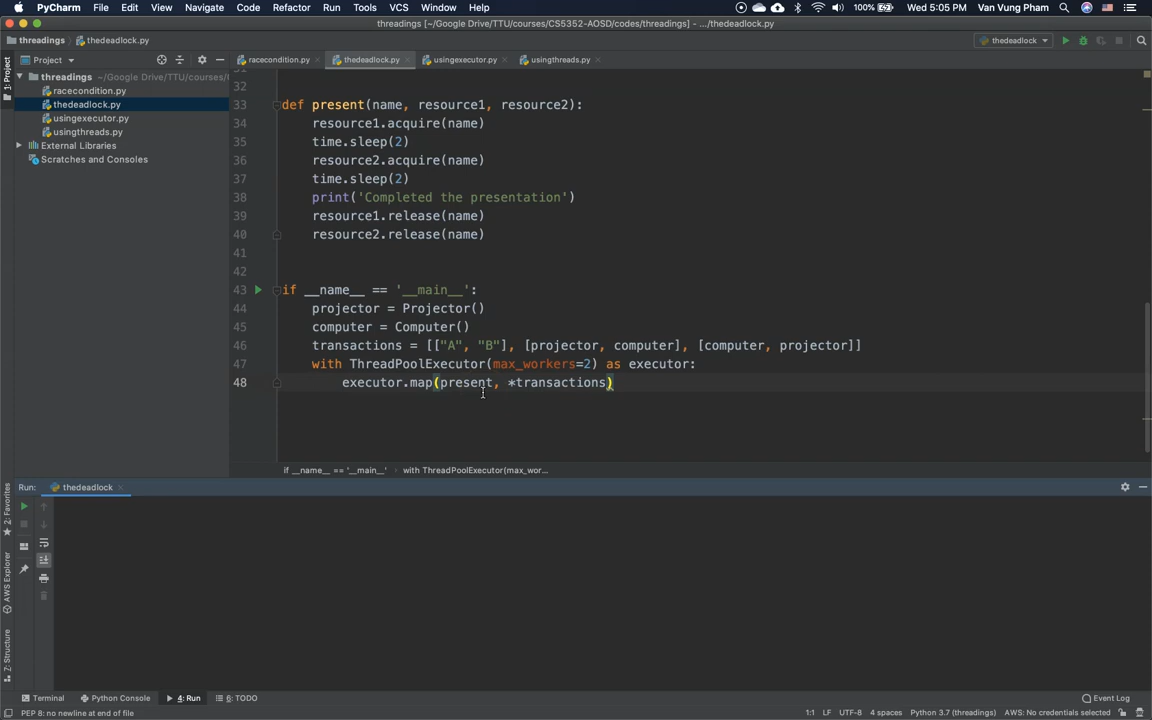 PyCharm File Edit View Navigate Code Refactor Run Tools VCS Window Help 100% Wed 5:05 PM Van Vung Pham
threadings [~/Google Drive/TTU/courses/CS5352-AOSD/codes/threadings] - .../thedeadlock.py
threadings thedeadlock.py thedeadlock
Project racecondition.py thedeadlock.py usingexecutor.py usingthreads.py
1: Project
threadings ~/Google Drive/TTU/courses/
racecondition.py
thedeadlock.py
usingexecutor.py
usingthreads.py
External Libraries
Scratches and Consoles
32
33 def present(name, resource1, resource2):
34 resource1.acquire(name)
35 time.sleep(2)
36 resource2.acquire(name)
37 time.sleep(2)
38 print('Completed the presentation')
39 resource1.release(name)
40 resource2.release(name)
41
42
43 if __name__ == '__main__':
44 projector = Projector()
45 computer = Computer()
46 transactions = [["A", "B"], [projector, computer], [computer, projector]]
47 with ThreadPoolExecutor(max_workers=2) as executor:
48 executor.map(present, *transactions)
if __name__ == '__main__' with ThreadPoolExecutor(max_wor...
Run: thedeadlock
2: Favorites
AWS Explorer
Z: Structure
Terminal Python Console 4: Run 6: TODO Event Log
PEP 8: no newline at end of file 1:1 LF UTF-8 4 spaces Python 3.7 (threadings) AWS: No credentials selected